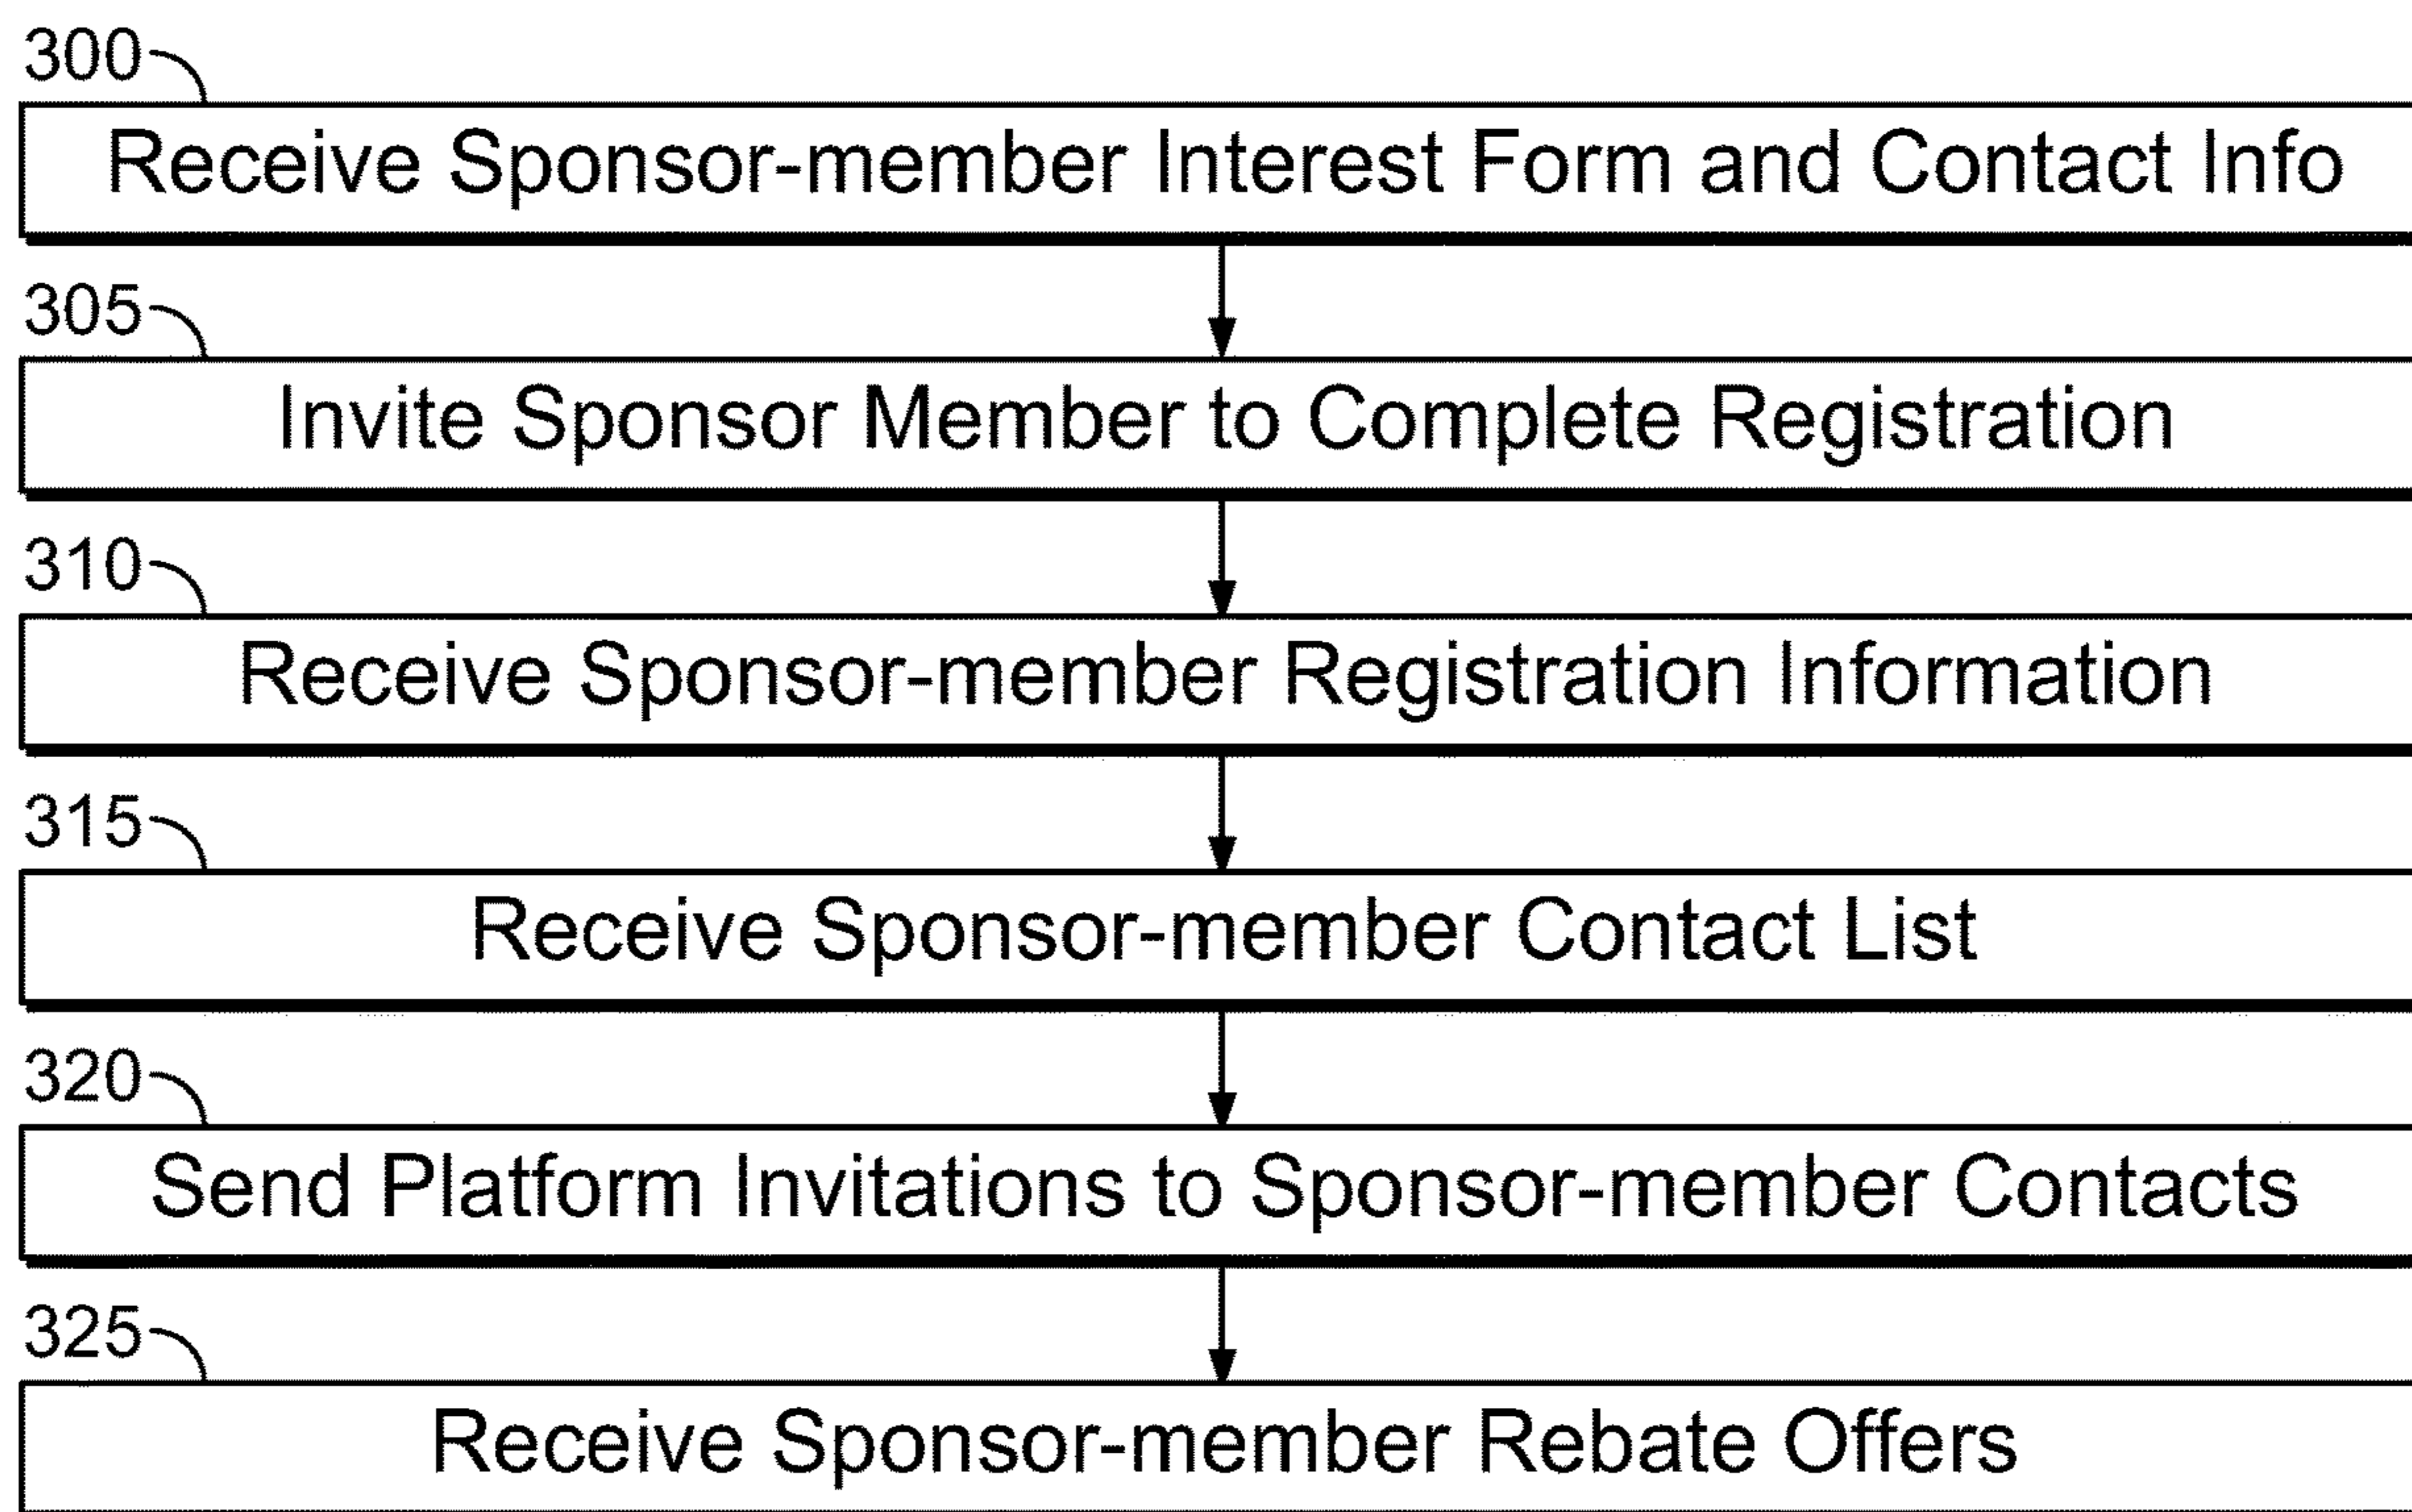 300
Receive Sponsor-member Interest Form and Contact Info
305
Invite Sponsor Member to Complete Registration
310
Receive Sponsor-member Registration Information
315
Receive Sponsor-member Contact List
320
Send Platform Invitations to Sponsor-member Contacts
325
Receive Sponsor-member Rebate Offers